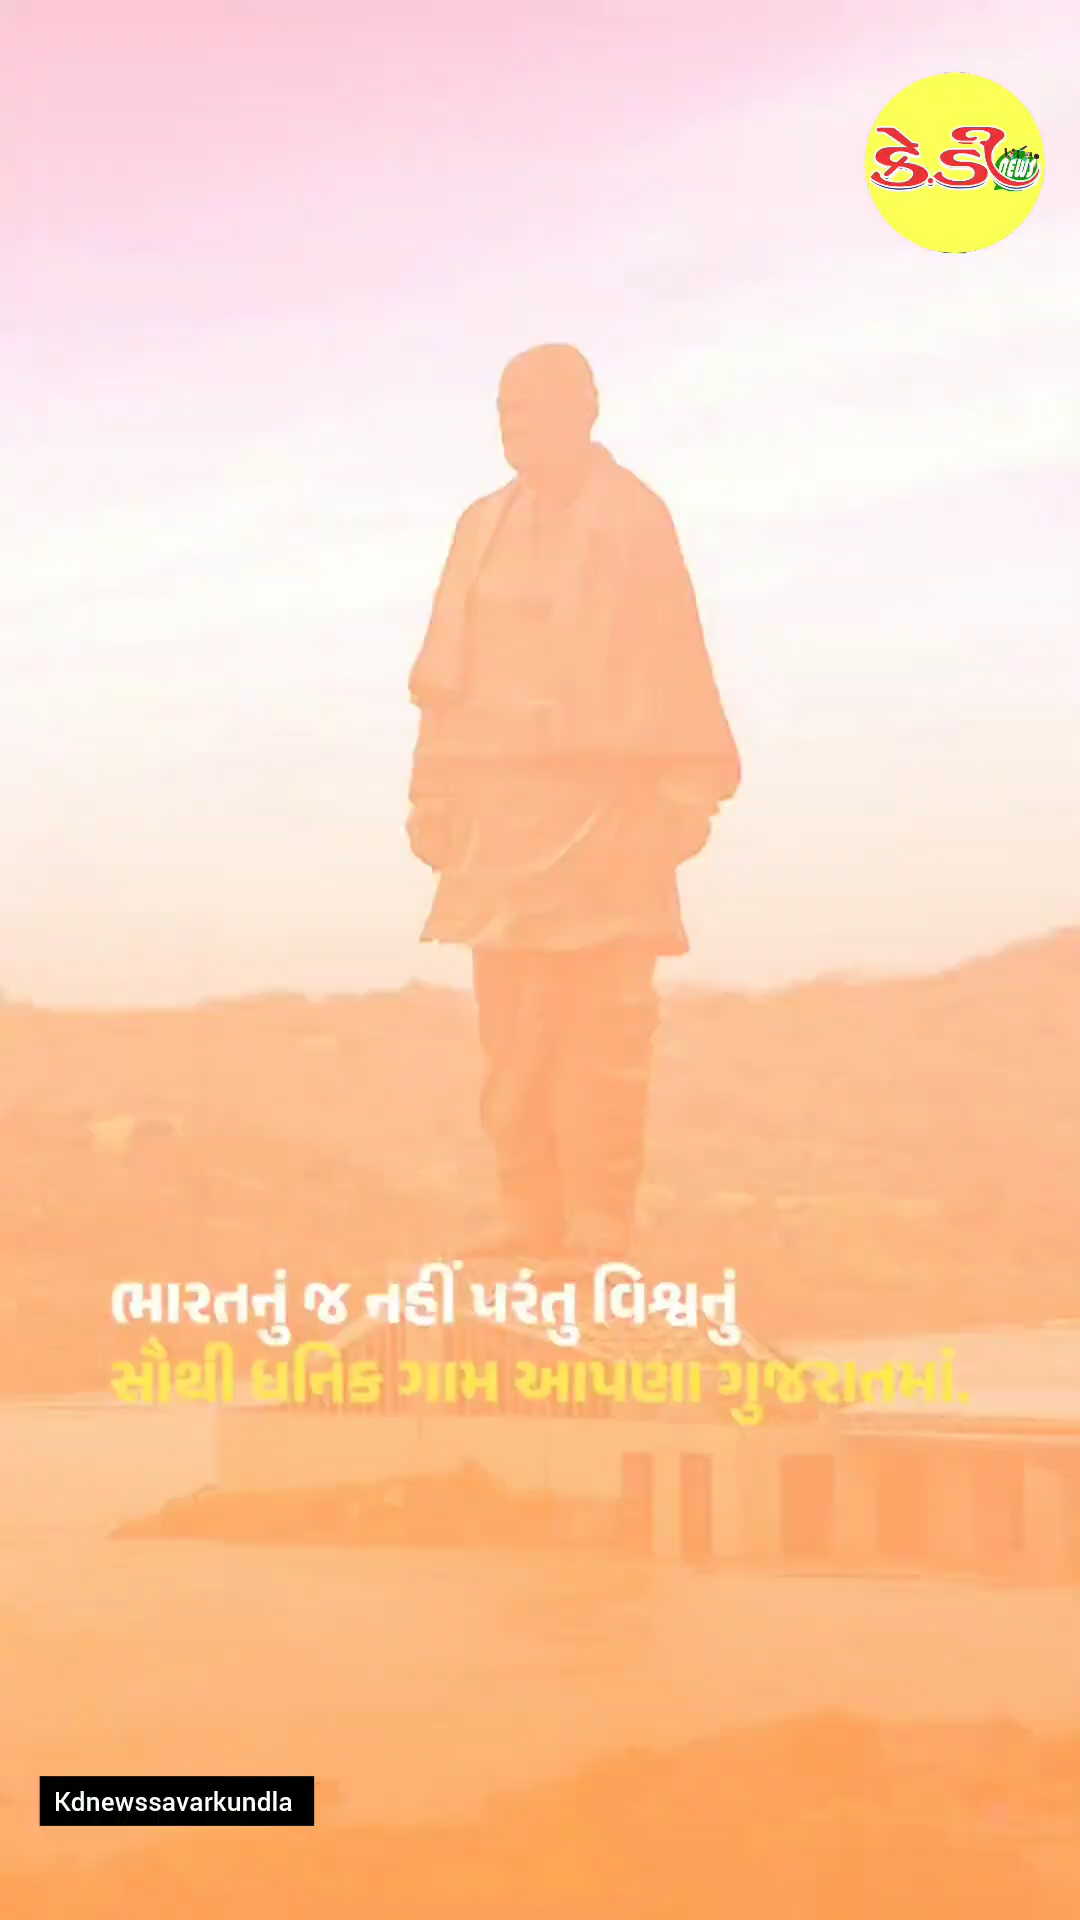 કે.ડી
NEWS
ભારતનું જ નહીં પરંતુ વિશ્વનું
સૌથી ધનિક ગામ આપણા ગુજરાતમાં.
Kdnewssavarkundla